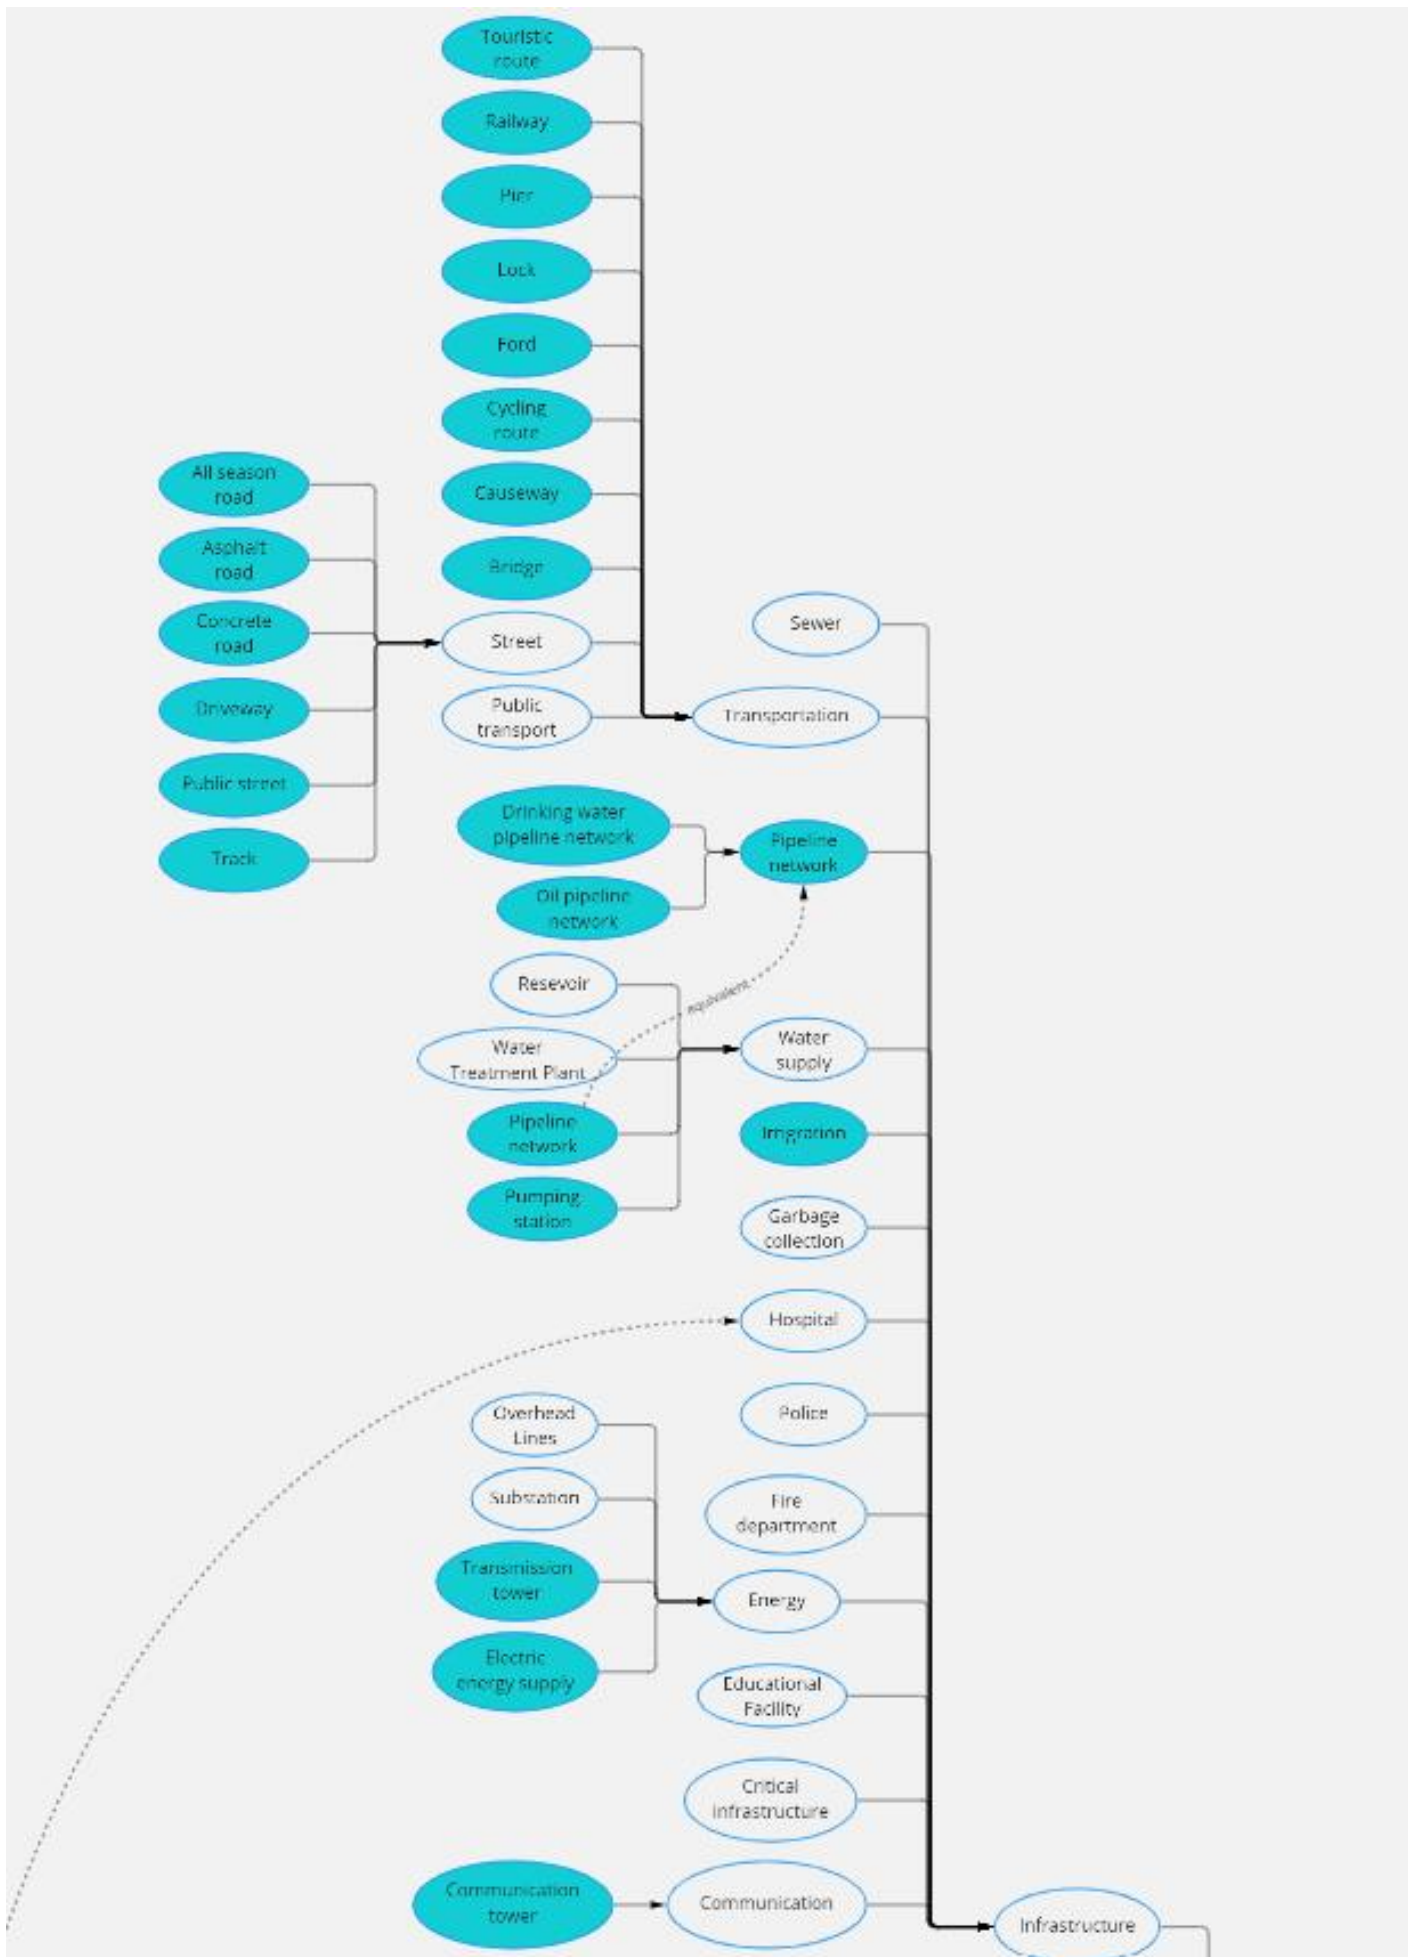 Touristic
route
Railway
Pier
Lock
Ford
Cycling
route
Causeway
Bridge
Street
Public
transport
All season
road
Asphalt
road
Concrete
road
Driveway
Public street
Track
Sewer
Transportation
Drinking water
pipeline network
Oil pipeline
network
Pipeline
network
Resevoir
Water
Treatment Plant
Pipeline
network
Pumping
station
equivalent
Water
supply
Irrigration
Garbage
collection
Hospital
Police
Fire
department
Overhead
Lines
Substation
Transmission
tower
Electric
energy supply
Energy
Educational
Facility
Critical
infrastructure
Communication
tower
Communication
Infrastructure